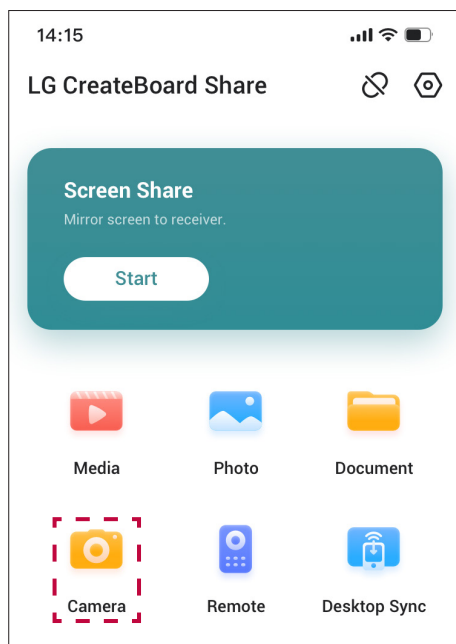 14:15
LG CreateBoard Share
Screen Share
Mirror screen to receiver.
Start
Media Photo Document
Camera Remote Desktop Sync